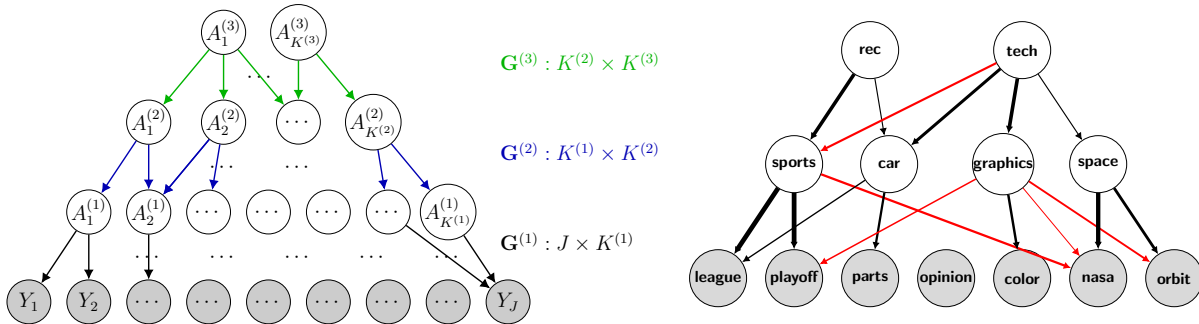 A_1^{(3)} A_{K^{(3)}}^{(3)}
...
G^{(3)} : K^{(2)} × K^{(3)}
A_1^{(2)} A_2^{(2)} ... A_{K^{(2)}}^{(2)}
... ...
G^{(2)} : K^{(1)} × K^{(2)}
A_1^{(1)} A_2^{(1)} ... ... ... ... A_{K^{(1)}}^{(1)}
G^{(1)} : J × K^{(1)}
... ... ... ...
Y_1 Y_2 ... ... ... ... ... ... Y_J
rec tech
sports car graphics space
league playoff parts opinion color nasa orbit